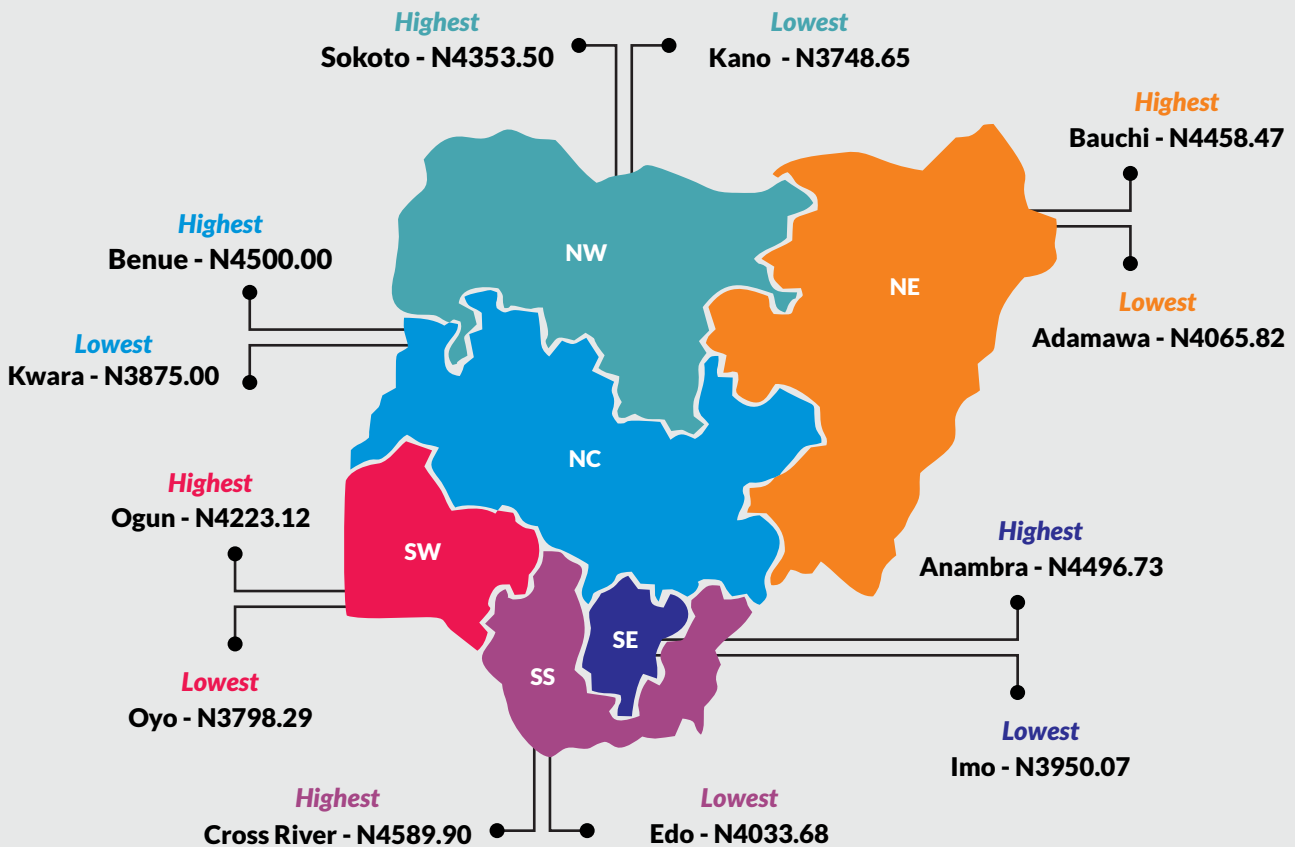 Highest
Sokoto - N4353.50
Lowest
Kano - N3748.65
Highest
Bauchi - N4458.47
Lowest
Adamawa - N4065.82
Highest
Benue - N4500.00
Lowest
Kwara - N3875.00
NW
NE
NC
Highest
Ogun - N4223.12
Lowest
Oyo - N3798.29
SW
SE
SS
Highest
Anambra - N4496.73
Lowest
Imo - N3950.07
Highest
Cross River - N4589.90
Lowest
Edo - N4033.68